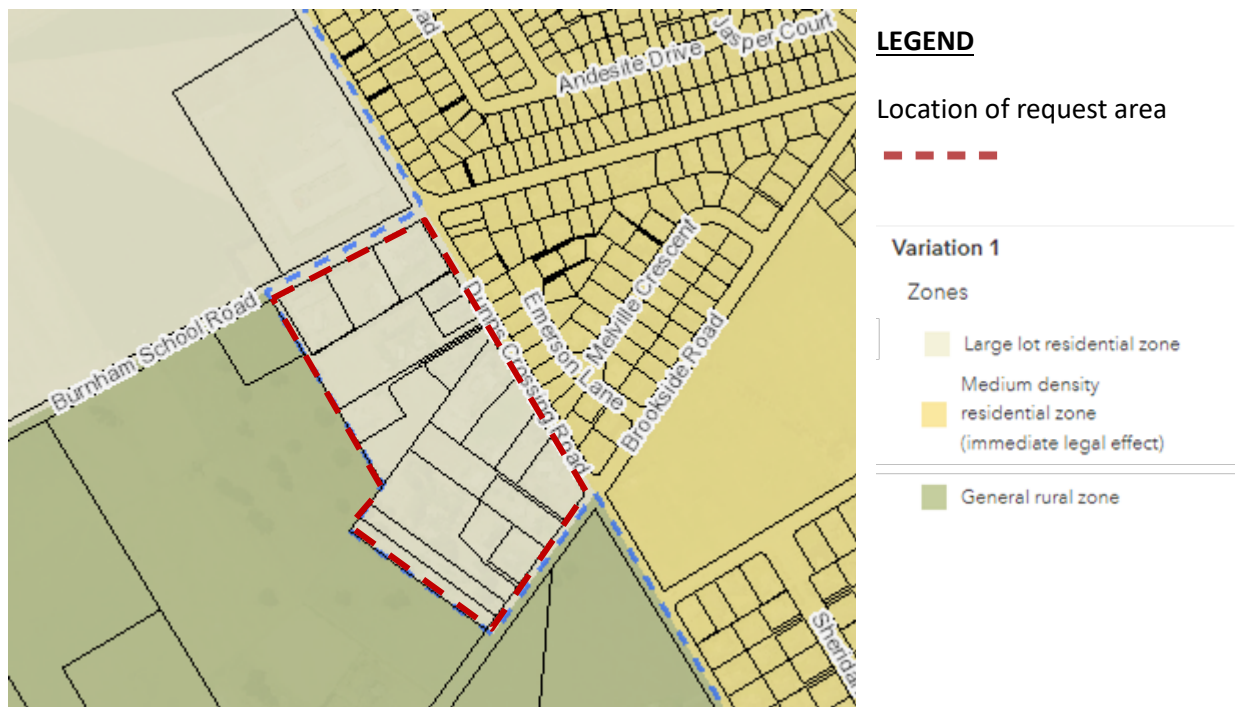 oad
Jasper Court
Andesite Drive
Burnham School Road
Dunns Crossing Road
Emerson Lane
Melville Crescent
Brookside Road
Sherida
LEGEND
Location of request area
Variation 1
Zones
Large lot residential zone
Medium density
residential zone
(immediate legal effect)
General rural zone